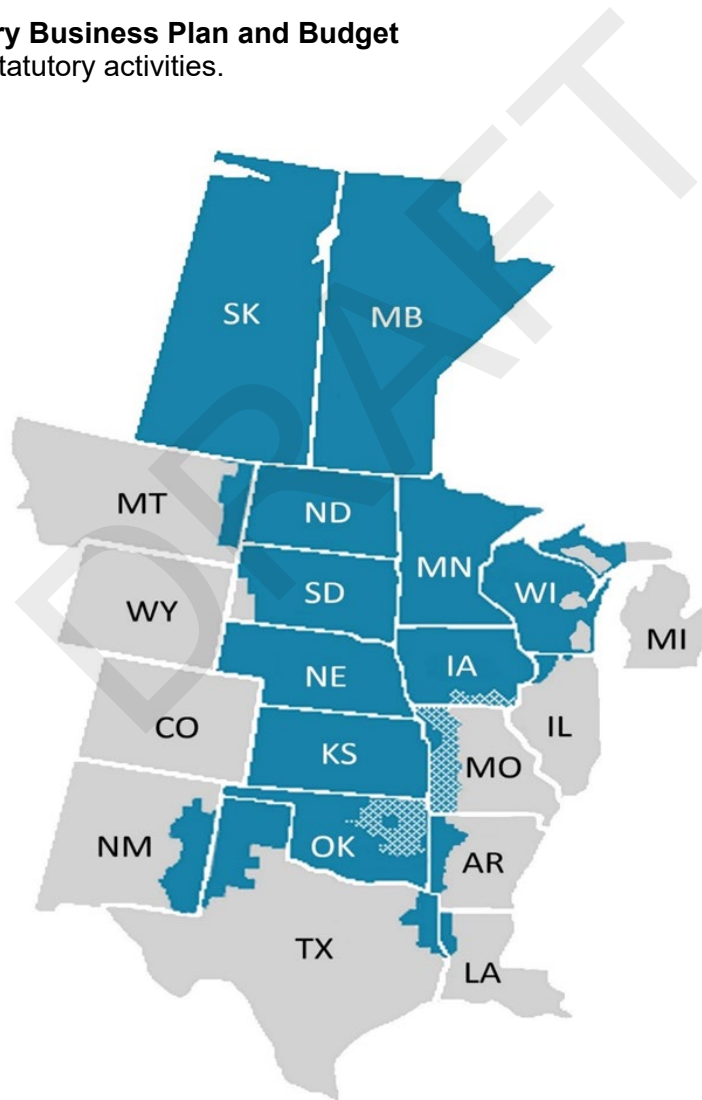 ry Business Plan and Budget
tatutory activities.
DRAFT
SK
MB
MT
ND
MN
WI
SD
WY
MI
NE
IA
CO
KS
IL
MO
NM
OK
AR
TX
LA